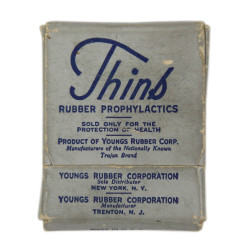 Thins
RUBBER PROPHYLACTICS
SOLD ONLY FOR THE
PROTECTION OF HEALTH
PRODUCT OF YOUNGS RUBBER CORP.
Manufacturers of the Nationally Known
Trojan Brand
YOUNGS RUBBER CORPORATION
Sole Distributor
NEW YORK, N. Y.
YOUNGS RUBBER CORPORATION
Manufacturer
TRENTON, N. J.